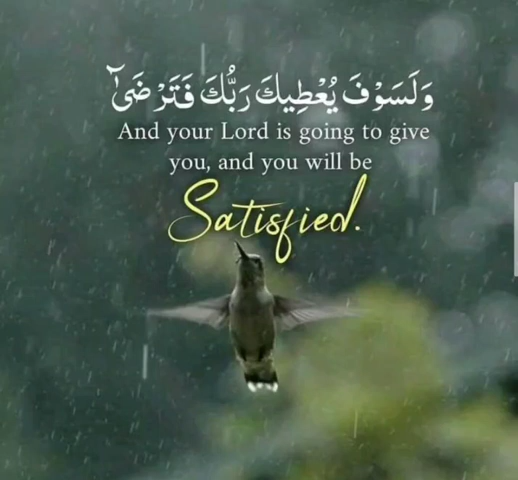 وَلَسَوْفَ يُعْطِيكَ رَبُّكَ فَتَرْضَىٰٓ
And your Lord is going to give
you, and you will be
Satisfied.